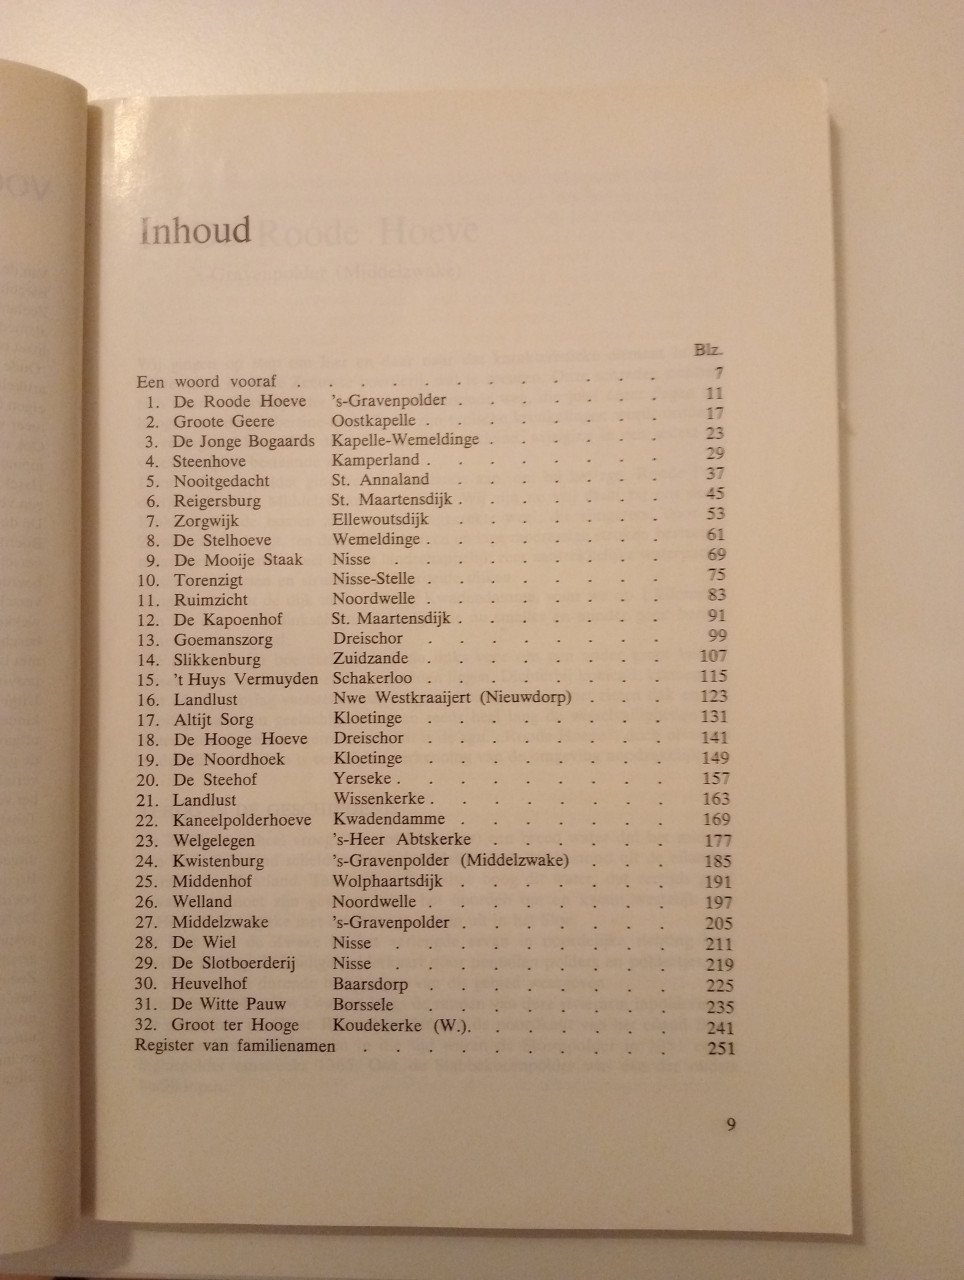 Inhoud
Blz.
Een woord vooraf . . . . . . . . . . . . 7
1. De Roode Hoeve 's-Gravenpolder . . . . . . . 11
2. Groote Geere Oostkapelle . . . . . . . . 17
3. De Jonge Bogaards Kapelle-Wemeldinge . . . . . . 23
4. Steenhove Kamperland . . . . . . . . 29
5. Nooitgedacht St. Annaland . . . . . . . 37
6. Reigersburg St. Maartensdijk . . . . . . . 45
7. Zorgwijk Ellewoutsdijk . . . . . . . 53
8. De Stelhoeve Wemeldinge . . . . . . . . 61
9. De Mooije Staak Nisse . . . . . . . . . 69
10. Torenzigt Nisse-Stelle . . . . . . . . 75
11. Ruimzicht Noordwelle . . . . . . . . 83
12. De Kapoenhof St. Maartensdijk . . . . . . . 91
13. Goemanszorg Dreischor . . . . . . . . 99
14. Slikkenburg Zuidzande . . . . . . . . 107
15. 't Huys Vermuyden Schakerloo . . . . . . . . 115
16. Landlust Nwe Westkraaijert (Nieuwdorp) . . . 123
17. Altijt Sorg Kloetinge . . . . . . . . 131
18. De Hooge Hoeve Dreischor . . . . . . . . 141
19. De Noordhoek Kloetinge . . . . . . . . 149
20. De Steehof Yerseke . . . . . . . . . 157
21. Landlust Wissenkerke . . . . . . . . 163
22. Kaneelpolderhoeve Kwadendamme . . . . . . . 169
23. Welgelegen 's-Heer Abtskerke . . . . . . 177
24. Kwistenburg 's-Gravenpolder (Middelzwake) . . . 185
25. Middenhof Wolphaartsdijk . . . . . . . 191
26. Welland Noordwelle . . . . . . . . 197
27. Middelzwake 's-Gravenpolder . . . . . . . 205
28. De Wiel Nisse . . . . . . . . . 211
29. De Slotboerderij Nisse . . . . . . . . . 219
30. Heuvelhof Baarsdorp . . . . . . . . 225
31. De Witte Pauw Borssele . . . . . . . . 235
32. Groot ter Hooge Koudekerke (W.). . . . . . . 241
Register van familienamen . . . . . . . . . . 251
9